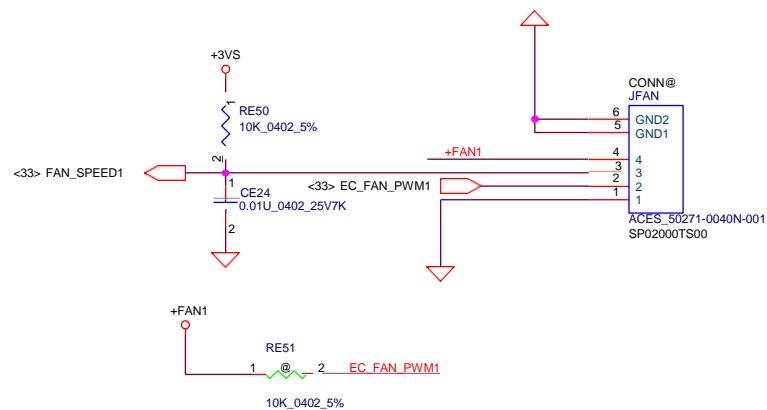 +3VS
1
RE50
10K_0402_5%
2
<33> FAN_SPEED1
1
CE24
0.01U_0402_25V7K
2
CONN@
JFAN
6 GND2
5 GND1
+FAN1
4 4
3 3
<33> EC_FAN_PWM1
2 2
1 1
ACES_50271-0040N-001
SP02000TS00
+FAN1
RE51
1 @ 2 EC_FAN_PWM1
10K_0402_5%